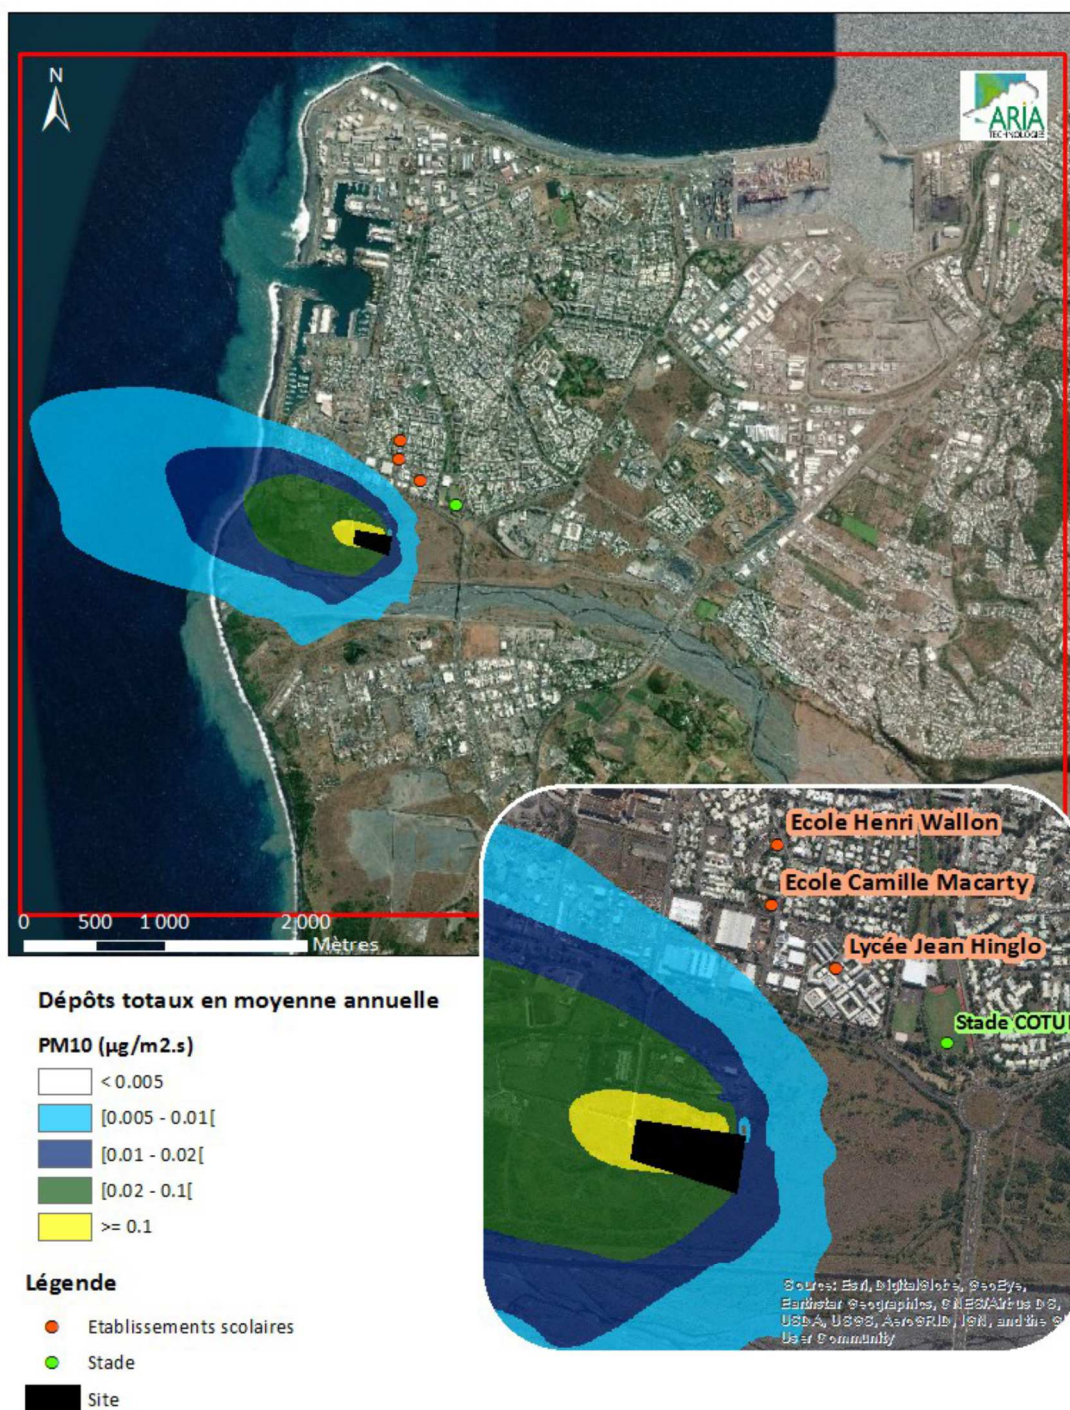 N
ARIA
TECHNOLOGIES
Ecole Henri Wallon
Ecole Camille Macarty
Lycée Jean Hinglo
Stade COTU
0 500 1 000 2 000
Mètres
Dépôts totaux en moyenne annuelle
PM10 (µg/m2.s)
< 0.005
[0.005 - 0.01[
[0.01 - 0.02[
[0.02 - 0.1[
>= 0.1
Légende
Etablissements scolaires
Stade
Site
Source: Esri, DigitalGlobe, GeoEye,
Earthstar Geographics, CNES/Airbus DS,
USDA, USGS, AeroGRID, IGN, and the
User Community